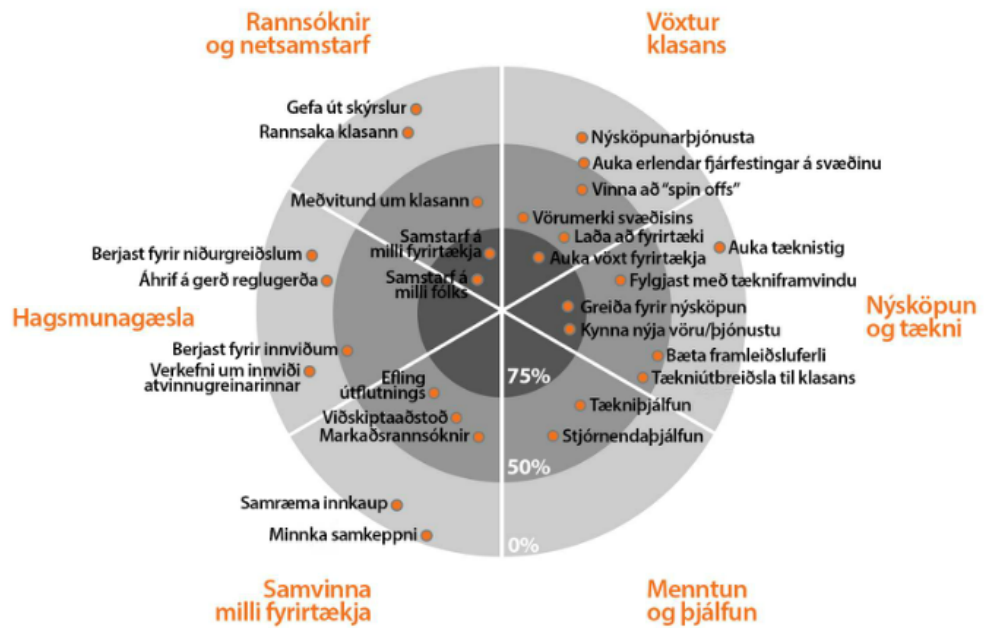 Rannsóknir
og netsamstarf
Vöxtur
klasans
Gefa út skýrslur
Rannsaka klasann
Meðvitund um klasann
Samstarf á
milli fyrirtækja
Samstarf á
milli fólks
Nýsköpunarþjónusta
Auka erlendar fjárfestingar á svæðinu
Vinna að “spin offs”
Vörumerki svæðisins
Laða að fyrirtæki
Auka vöxt fyrirtækja
Berjast fyrir niðurgreiðslum
Áhrif á gerð reglugerða
Hagsmunagæsla
Berjast fyrir innviðum
Verkefni um innviði
atvinnugreinarinnar
Auka tæknistig
Fylgjast með tækniframvindu
Greiða fyrir nýsköpun
Kynna nýja vöru/þjónustu
Bæta framleiðsluferli
Tækniútbreiðsla til klasans
Nýsköpun
og tækni
Efling
útflutnings
Viðskiptaaðstoð
Markaðsrannsóknir
Samræma innkaup
Minnka samkeppni
Tækniþjálfun
Stjórnendaþjálfun
75%
50%
0%
Samvinna
milli fyrirtækja
Menntun
og þjálfun